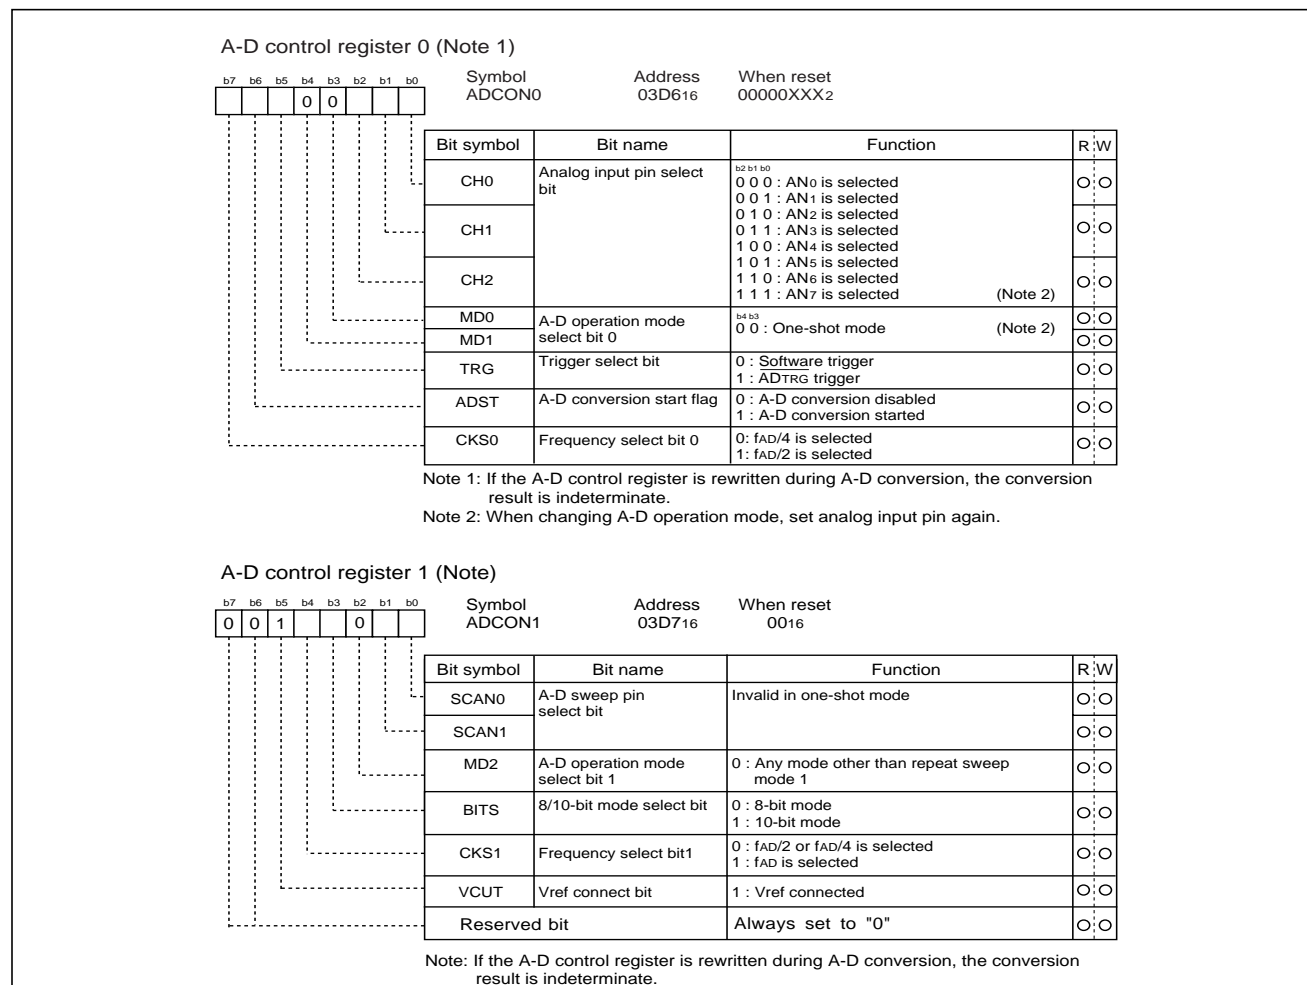 A-D control register 0 (Note 1)
b7 b6 b5 b4 b3 b2 b1 b0
0 0
Symbol Address When reset
ADCON0 03D616 00000XXX2
Bit symbol Bit name Function R W
CH0 Analog input pin select bit
b2 b1 b0
0 0 0 : AN0 is selected
0 0 1 : AN1 is selected
CH1
0 1 0 : AN2 is selected
0 1 1 : AN3 is selected
1 0 0 : AN4 is selected
CH2
1 0 1 : AN5 is selected
1 1 0 : AN6 is selected
1 1 1 : AN7 is selected (Note 2)
MD0
MD1
A-D operation mode
select bit 0
b4 b3
0 0 : One-shot mode (Note 2)
TRG Trigger select bit
0 : Software trigger
1 : ADTRG trigger
ADST A-D conversion start flag
0 : A-D conversion disabled
1 : A-D conversion started
CKS0 Frequency select bit 0
0: fAD/4 is selected
1: fAD/2 is selected
Note 1: If the A-D control register is rewritten during A-D conversion, the conversion
result is indeterminate.
Note 2: When changing A-D operation mode, set analog input pin again.
A-D control register 1 (Note)
b7 b6 b5 b4 b3 b2 b1 b0
0 0 1 0
Symbol Address When reset
ADCON1 03D716 0016
Bit symbol Bit name Function R W
SCAN0
SCAN1
A-D sweep pin
select bit
Invalid in one-shot mode
MD2
A-D operation mode
select bit 1
0 : Any mode other than repeat sweep
mode 1
BITS 8/10-bit mode select bit
0 : 8-bit mode
1 : 10-bit mode
CKS1 Frequency select bit1
0 : fAD/2 or fAD/4 is selected
1 : fAD is selected
VCUT Vref connect bit 1 : Vref connected
Reserved bit Always set to "0"
Note: If the A-D control register is rewritten during A-D conversion, the conversion
result is indeterminate.